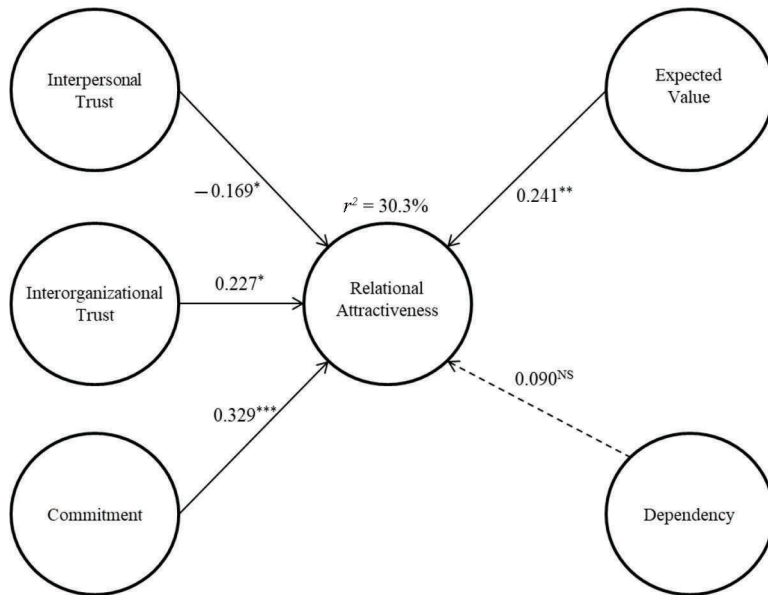 Interpersonal
Trust
Expected
Value
−0.169*
0.241**
r² = 30.3%
Interorganizational
Trust
0.227*
Relational
Attractiveness
0.329***
0.090NS
Commitment
Dependency